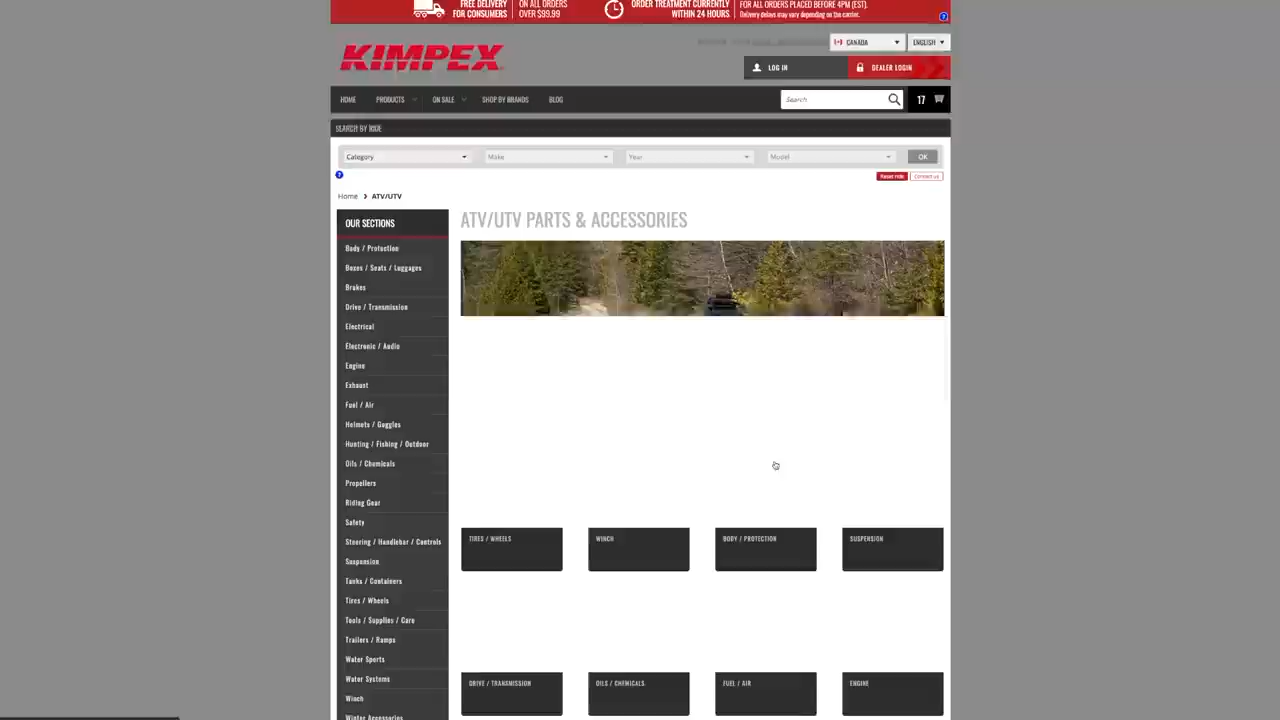 FREE DELIVERY
FOR CONSUMERS
ON ALL ORDERS
OVER $99.99
ORDER TREATMENT CURRENTLY
WITHIN 24 HOURS
FOR ALL ORDERS PLACED BEFORE 4PM (EST).
Delivery delays may vary depending on the carrier.
?
CANADA
ENGLISH
KIMPEX
LOG IN
DEALER LOGIN
HOME
PRODUCTS
ON SALE
SHOP BY BRANDS
BLOG
Search
17
SEARCH BY RIDE
Category
Make
Year
Model
OK
?
Reset ride
Contact us
Home > ATV/UTV
OUR SECTIONS
Body / Protection
Boxes / Seats / Luggages
Brakes
Drive / Transmission
Electrical
Electronic / Audio
Engine
Exhaust
Fuel / Air
Helmets / Goggles
Hunting / Fishing / Outdoor
Oils / Chemicals
Propellers
Riding Gear
Safety
Steering / Handlebar / Controls
Suspension
Tanks / Containers
Tires / Wheels
Tools / Supplies / Care
Trailers / Ramps
Water Sports
Water Systems
Winch
Winter Accessories
ATV/UTV PARTS & ACCESSORIES
TIRES / WHEELS
WINCH
BODY / PROTECTION
SUSPENSION
DRIVE / TRANSMISSION
OILS / CHEMICALS
FUEL / AIR
ENGINE